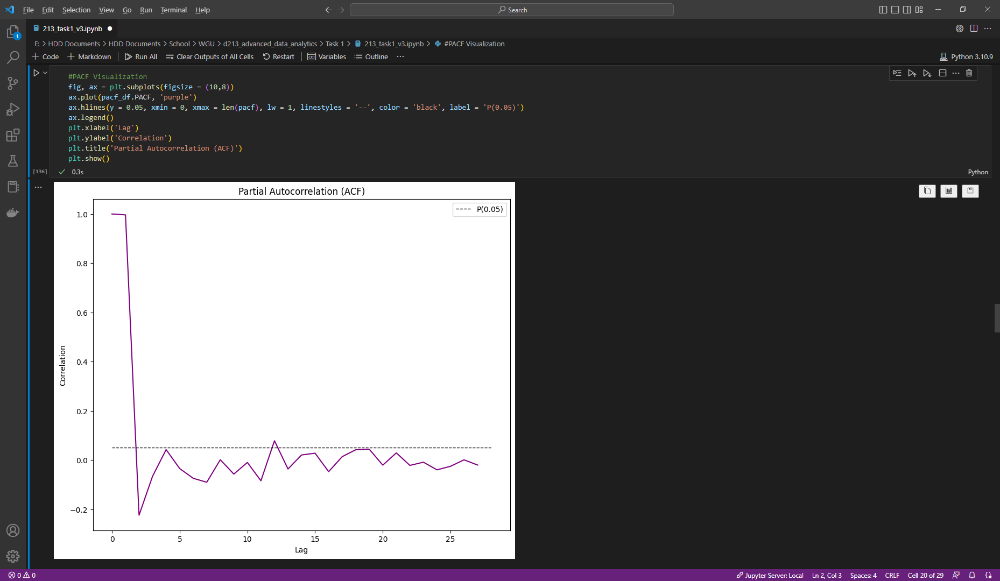 File Edit Selection View Go Run Terminal Help
Search
213_task1_v3.ipynb
E: > HDD Documents > HDD Documents > School > WGU > d213_advanced_data_analytics > Task 1 > 213_task1_v3.ipynb > #PACF Visualization
+ Code + Markdown | Run All Clear Outputs of All Cells Restart | Variables Outline ...
Python 3.10.9
1
#PACF Visualization
fig, ax = plt.subplots(figsize = (10,8))
ax.plot(pacf_df.PACF, 'purple')
ax.hlines(y = 0.05, xmin = 0, xmax = len(pacf), lw = 1, linestyles = '--', color = 'black', label = 'P(0.05)')
ax.legend()
plt.xlabel('Lag')
plt.ylabel('Correlation')
plt.title('Partial Autocorrelation (ACF)')
plt.show()
[136] 0.3s
Python
Partial Autocorrelation (ACF)
P(0.05)
1.0
0.8
0.6
0.4
0.2
0.0
−0.2
Correlation
0 5 10 15 20 25
Lag
0 0
Jupyter Server: Local Ln 2, Col 3 Spaces: 4 CRLF Cell 20 of 29